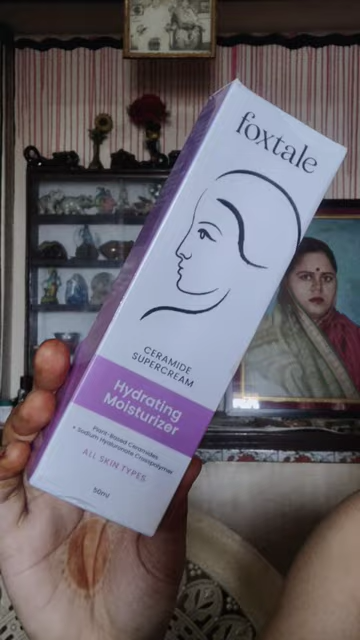 foxtale
CERAMIDE
SUPERCREAM
Hydrating
Moisturizer
Plant-Based Ceramides
+ Sodium Hyaluronate Crosspolymer
ALL SKIN TYPES
50ml